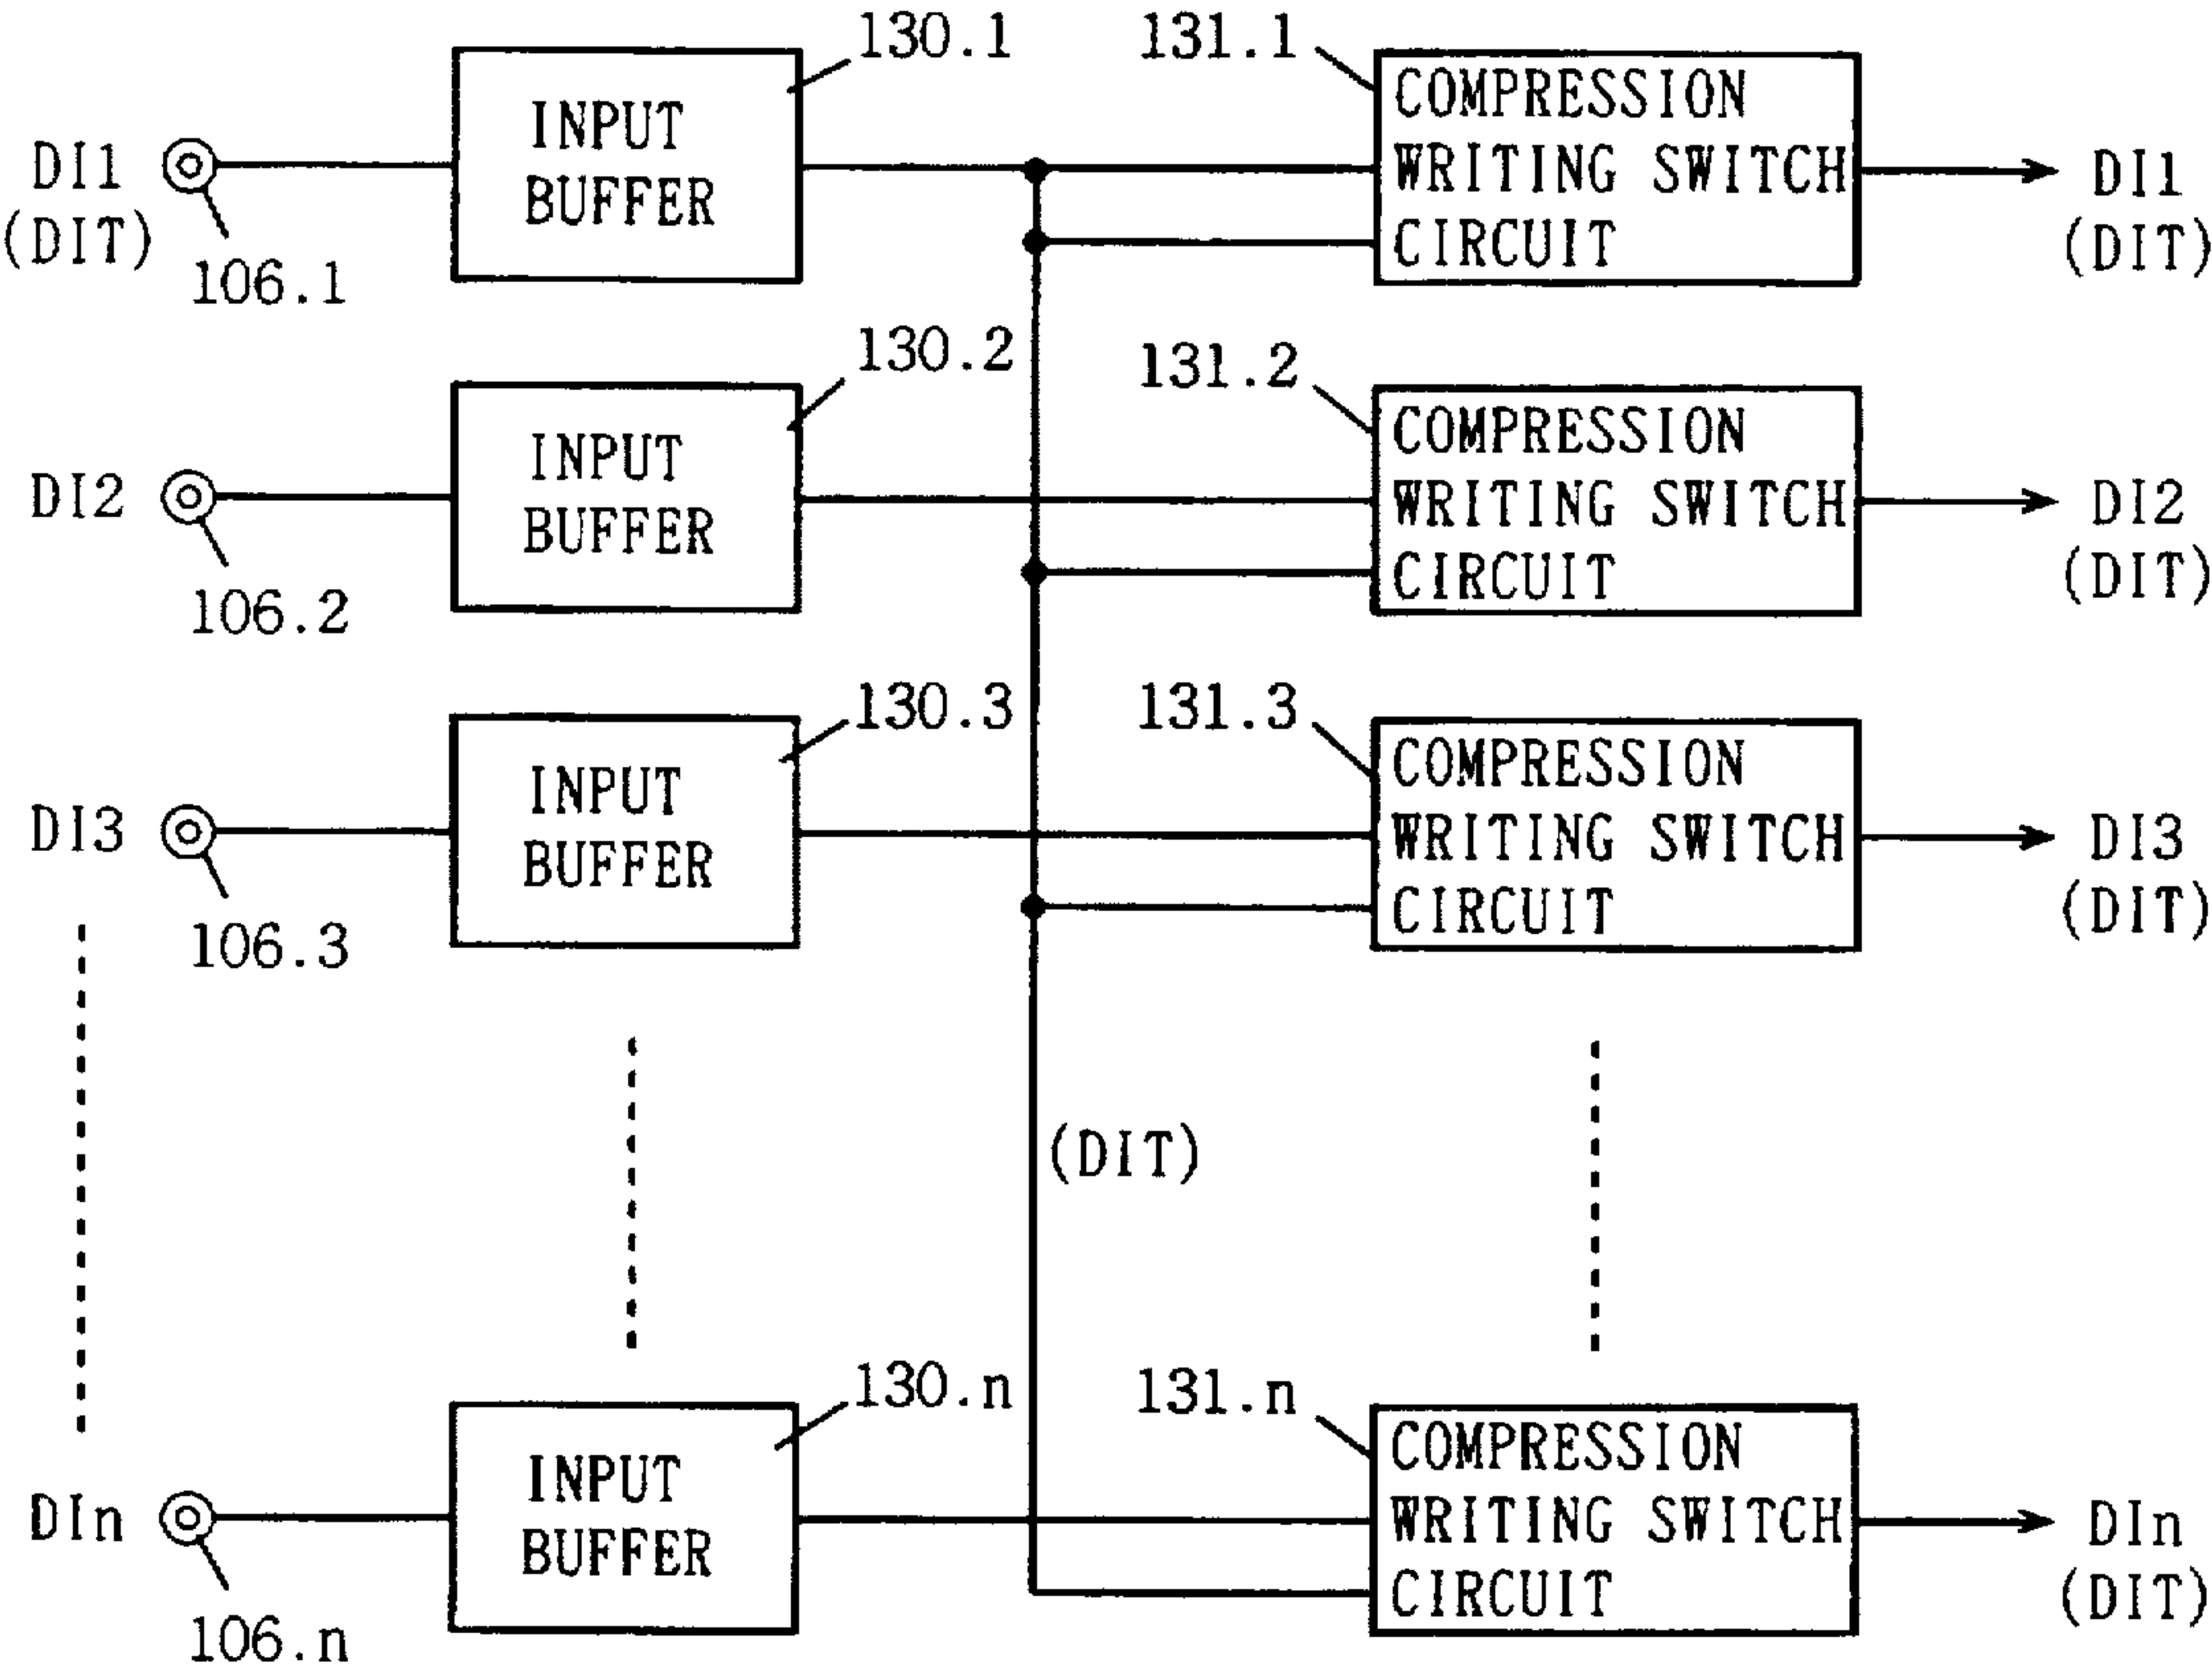 130.1
131.1
DI1
(DIT)
106.1
INPUT
BUFFER
COMPRESSION
WRITING SWITCH
CIRCUIT
DI1
(DIT)
130.2
131.2
DI2
106.2
INPUT
BUFFER
COMPRESSION
WRITING SWITCH
CIRCUIT
DI2
(DIT)
130.3
131.3
DI3
106.3
INPUT
BUFFER
COMPRESSION
WRITING SWITCH
CIRCUIT
DI3
(DIT)
(DIT)
130.n
131.n
DIn
106.n
INPUT
BUFFER
COMPRESSION
WRITING SWITCH
CIRCUIT
DIn
(DIT)